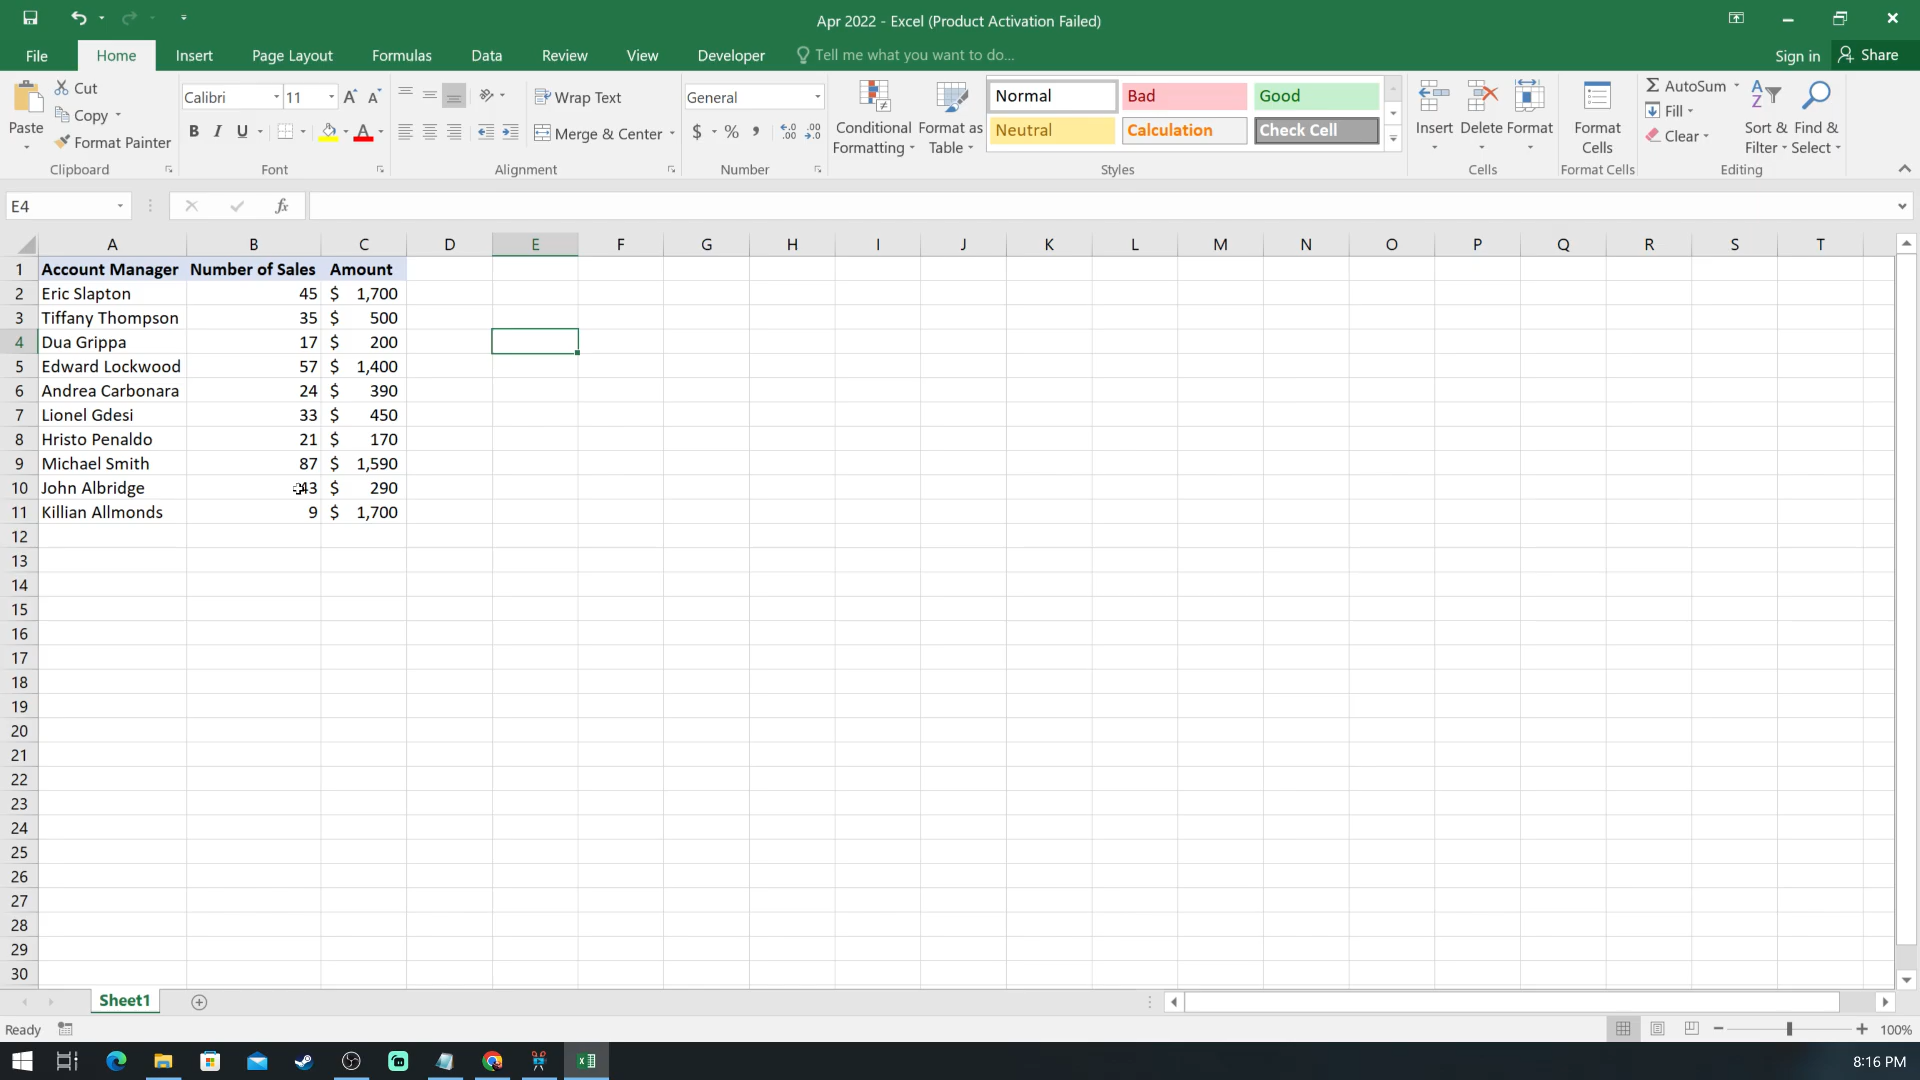 Apr 2022 - Excel (Product Activation Failed)
File Home Insert Page Layout Formulas Data Review View Developer Tell me what you want to do... Sign in Share
Paste
Cut
Copy
Format Painter
Clipboard
Calibri 11
B I U
Font
Wrap Text
Merge & Center
Alignment
General
$ % ,
Number
Conditional Formatting
Format as Table
Normal Bad Good
Neutral Calculation Check Cell
Styles
Insert Delete Format
Cells
Format Cells
Format Cells
AutoSum
Fill
Clear
Sort & Filter
Find & Select
Editing
E4 fx
A B C D E F G H I J K L M N O P Q R S T
1 Account Manager Number of Sales Amount
2 Eric Slapton 45 $ 1,700
3 Tiffany Thompson 35 $ 500
4 Dua Grippa 17 $ 200
5 Edward Lockwood 57 $ 1,400
6 Andrea Carbonara 24 $ 390
7 Lionel Gdesi 33 $ 450
8 Hristo Penaldo 21 $ 170
9 Michael Smith 87 $ 1,590
10 John Albridge 43 $ 290
11 Killian Allmonds 9 $ 1,700
12
13
14
15
16
17
18
19
20
21
22
23
24
25
26
27
28
29
30
Sheet1
Ready 100%
8:16 PM